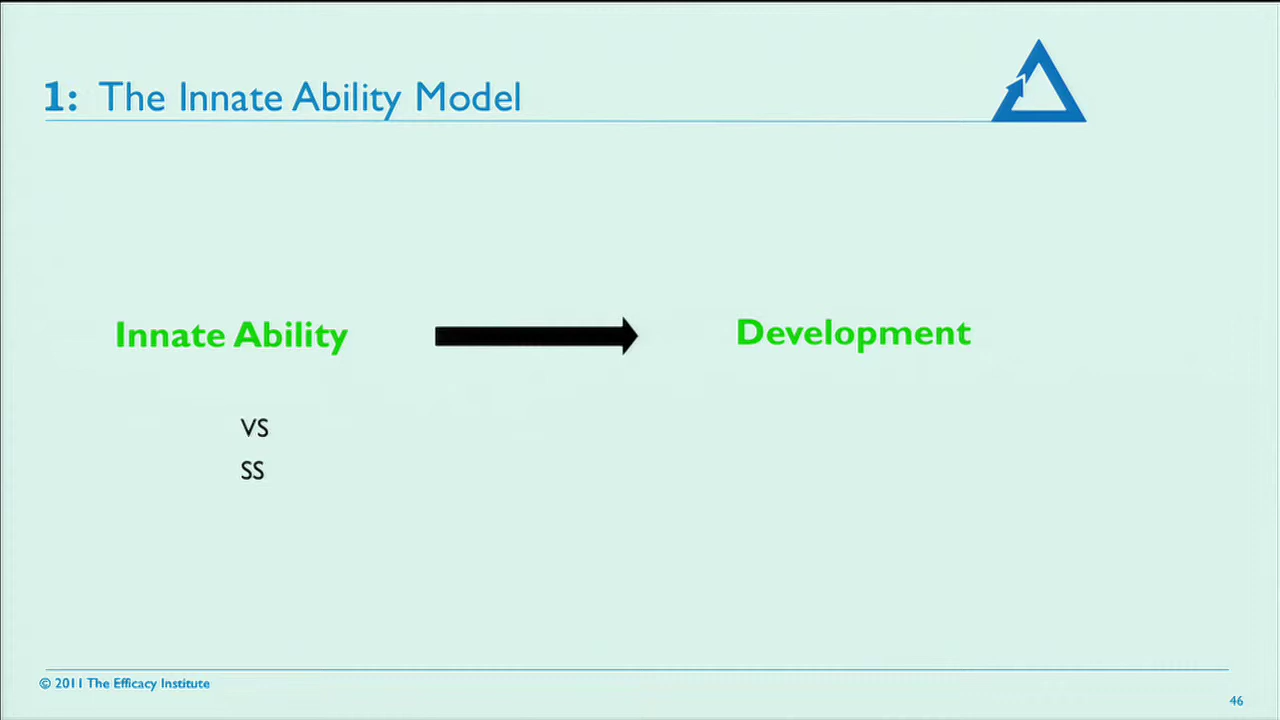 1: The Innate Ability Model
Innate Ability
Development
VS
SS
© 2011 The Efficacy Institute
46